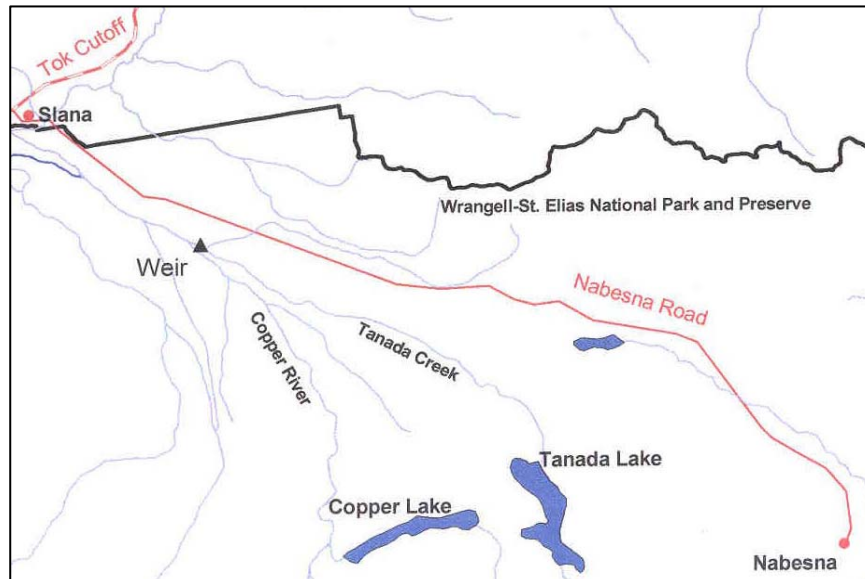 Tok Cutoff
Slana
Wrangell-St. Elias National Park and Preserve
Weir
Nabesna Road
Copper River
Tanada Creek
Tanada Lake
Copper Lake
Nabesna